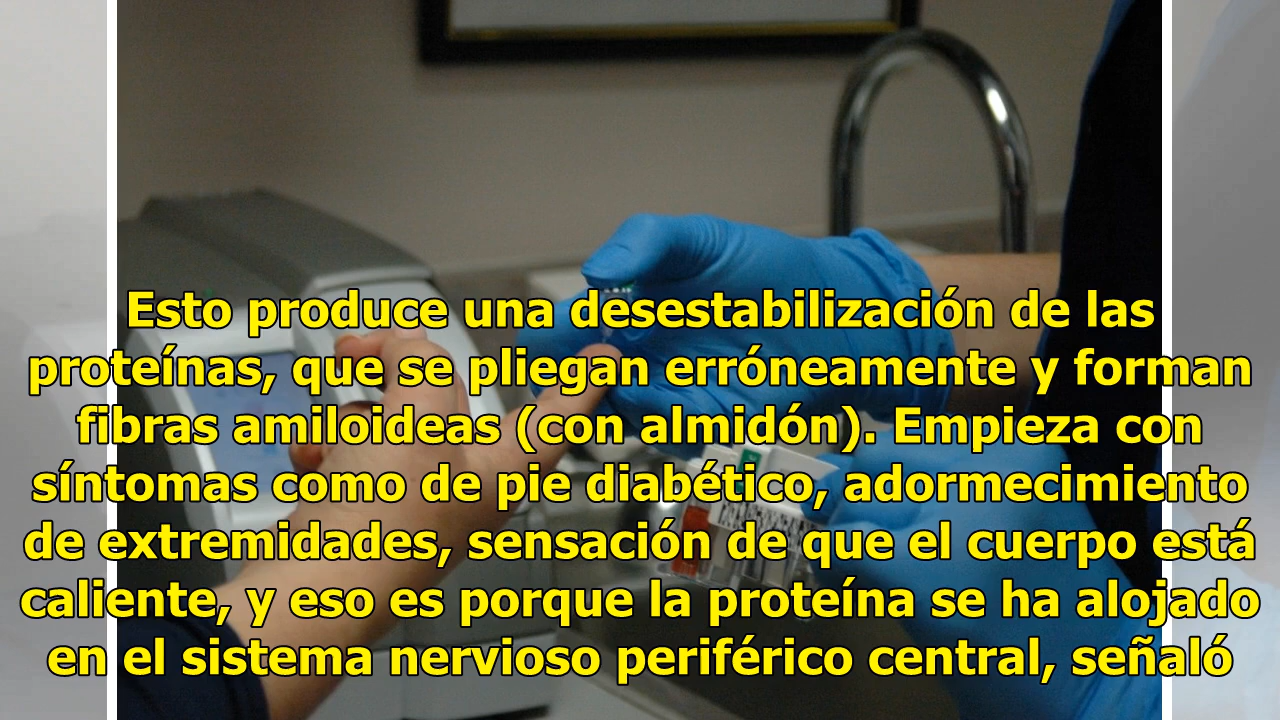 Esto produce una desestabilización de las
proteínas, que se pliegan erróneamente y forman
fibras amiloideas (con almidón). Empieza con
síntomas como de pie diabético, adormecimiento
de extremidades, sensación de que el cuerpo está
caliente, y eso es porque la proteína se ha alojado
en el sistema nervioso periférico central, señaló